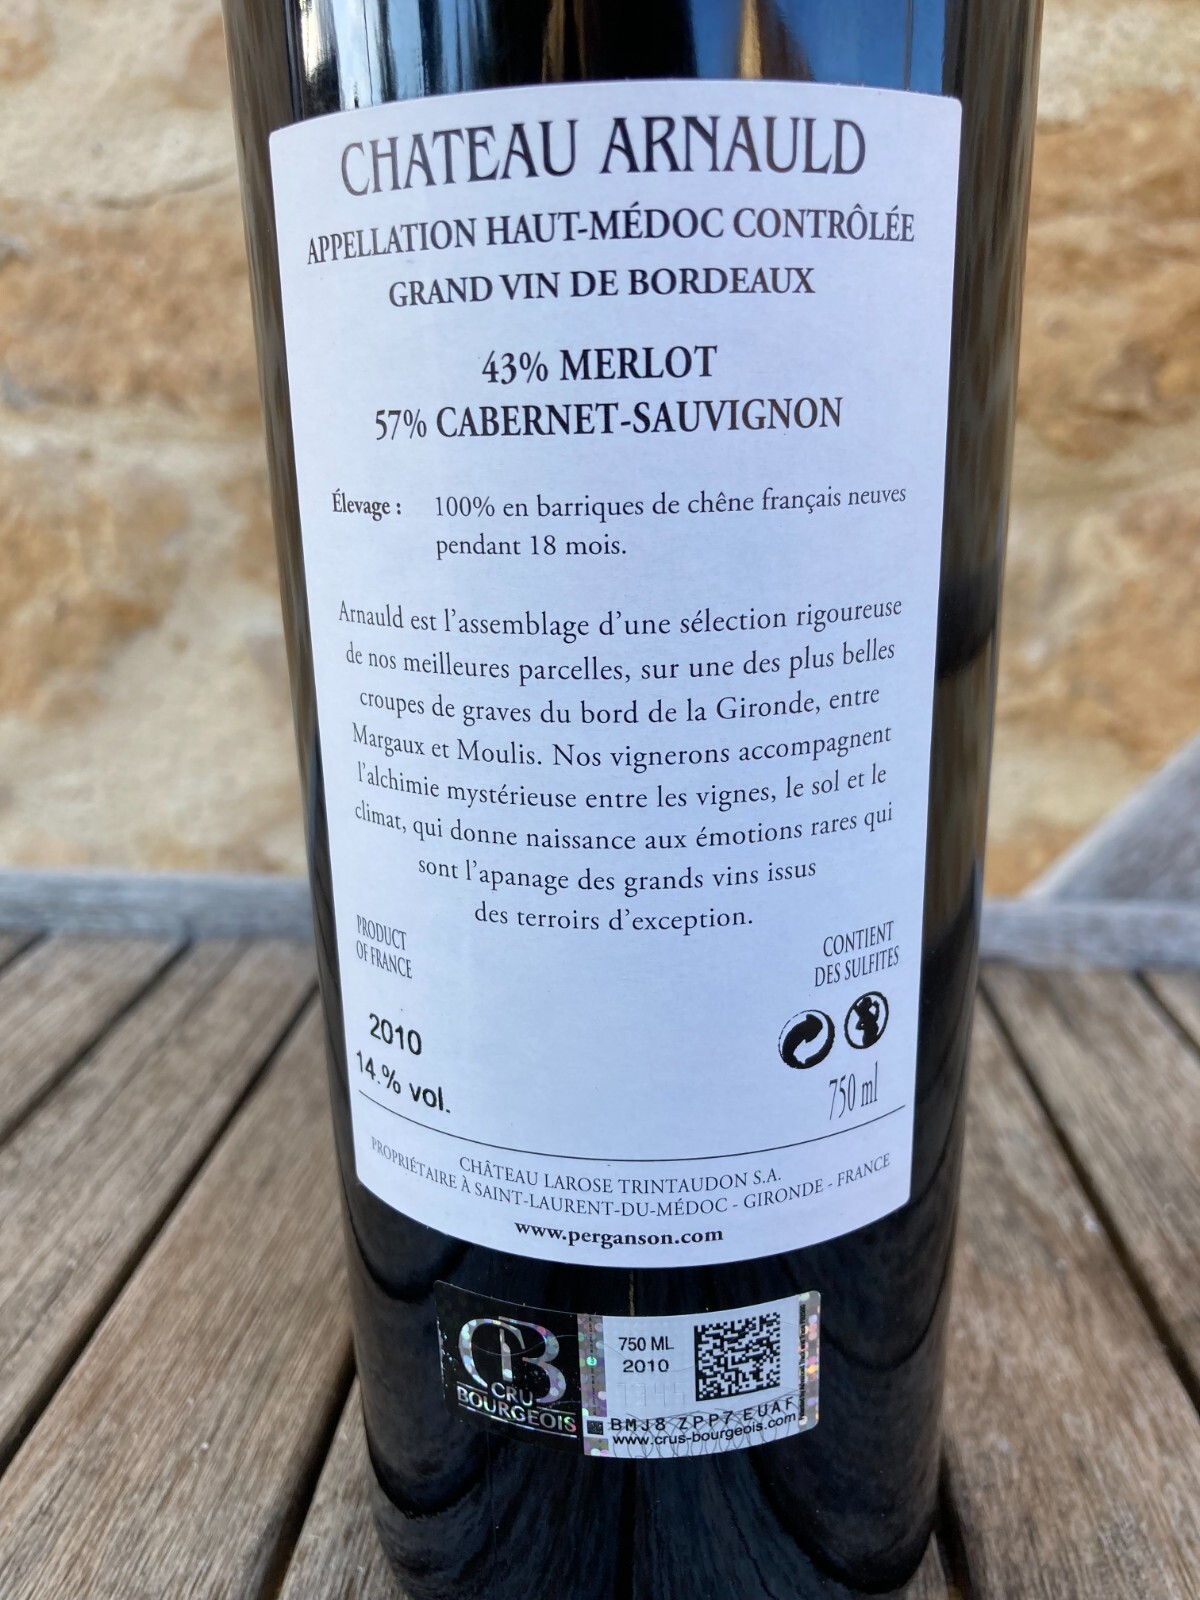 CHATEAU ARNAULD
APPELLATION HAUT-MÉDOC CONTRÔLÉE
GRAND VIN DE BORDEAUX
43% MERLOT
57% CABERNET-SAUVIGNON
Élevage : 100% en barriques de chêne français neuves
pendant 18 mois.
Arnauld est l'assemblage d'une sélection rigoureuse
de nos meilleures parcelles, sur une des plus belles
croupes de graves du bord de la Gironde, entre
Margaux et Moulis. Nos vignerons accompagnent
l'alchimie mystérieuse entre les vignes, le sol et le
climat, qui donne naissance aux émotions rares qui
sont l'apanage des grands vins issus
des terroirs d'exception.
PRODUCT
OF FRANCE
CONTIENT
DES SULFITES
2010
14.% vol.
750 ml
CHÂTEAU LAROSE TRINTAUDON S.A.
PROPRIÉTAIRE À SAINT-LAURENT-DU-MÉDOC - GIRONDE - FRANCE
www.perganson.com
CB
CRU
BOURGEOIS
750 ML
2010
BMJ8 ZPP7 EUAF
www.crus-bourgeois.com